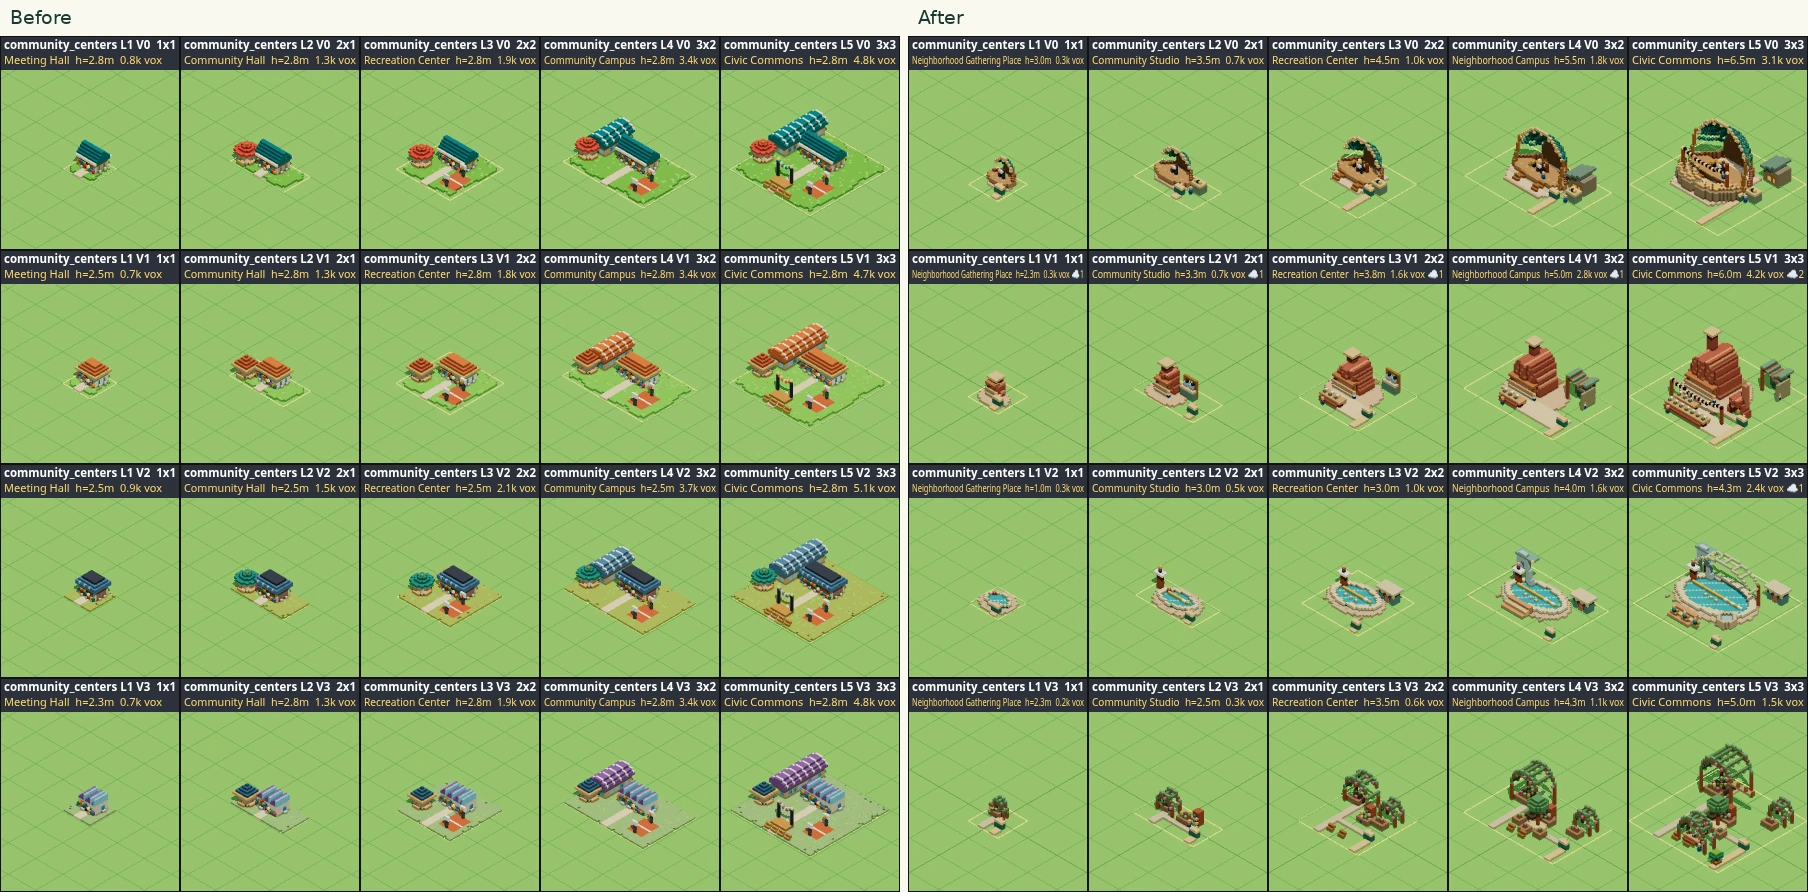 Before
After
community_centers L1 V0 1x1
Meeting Hall h=2.8m 0.8k vox
community_centers L2 V0 2x1
Community Hall h=2.8m 1.3k vox
community_centers L3 V0 2x2
Recreation Center h=2.8m 1.9k vox
community_centers L4 V0 3x2
Community Campus h=2.8m 3.4k vox
community_centers L5 V0 3x3
Civic Commons h=2.8m 4.8k vox
community_centers L1 V0 1x1
Neighborhood Gathering Place h=3.0m 0.3k vox
community_centers L2 V0 2x1
Community Studio h=3.5m 0.7k vox
community_centers L3 V0 2x2
Recreation Center h=4.5m 1.0k vox
community_centers L4 V0 3x2
Neighborhood Campus h=5.5m 1.8k vox
community_centers L5 V0 3x3
Civic Commons h=6.5m 3.1k vox
community_centers L1 V1 1x1
Meeting Hall h=2.5m 0.7k vox
community_centers L2 V1 2x1
Community Hall h=2.8m 1.3k vox
community_centers L3 V1 2x2
Recreation Center h=2.8m 1.8k vox
community_centers L4 V1 3x2
Community Campus h=2.8m 3.4k vox
community_centers L5 V1 3x3
Civic Commons h=2.8m 4.7k vox
community_centers L1 V1 1x1
Neighborhood Gathering Place h=2.3m 0.3k vox ☁1
community_centers L2 V1 2x1
Community Studio h=3.3m 0.7k vox ☁1
community_centers L3 V1 2x2
Recreation Center h=3.8m 1.6k vox ☁1
community_centers L4 V1 3x2
Neighborhood Campus h=5.0m 2.8k vox ☁1
community_centers L5 V1 3x3
Civic Commons h=6.0m 4.2k vox ☁2
community_centers L1 V2 1x1
Meeting Hall h=2.5m 0.9k vox
community_centers L2 V2 2x1
Community Hall h=2.5m 1.5k vox
community_centers L3 V2 2x2
Recreation Center h=2.5m 2.1k vox
community_centers L4 V2 3x2
Community Campus h=2.5m 3.7k vox
community_centers L5 V2 3x3
Civic Commons h=2.8m 5.1k vox
community_centers L1 V2 1x1
Neighborhood Gathering Place h=1.0m 0.3k vox
community_centers L2 V2 2x1
Community Studio h=3.0m 0.5k vox
community_centers L3 V2 2x2
Recreation Center h=3.0m 1.0k vox
community_centers L4 V2 3x2
Neighborhood Campus h=4.0m 1.6k vox
community_centers L5 V2 3x3
Civic Commons h=4.3m 2.4k vox ☁1
community_centers L1 V3 1x1
Meeting Hall h=2.3m 0.7k vox
community_centers L2 V3 2x1
Community Hall h=2.8m 1.3k vox
community_centers L3 V3 2x2
Recreation Center h=2.8m 1.9k vox
community_centers L4 V3 3x2
Community Campus h=2.8m 3.4k vox
community_centers L5 V3 3x3
Civic Commons h=2.8m 4.8k vox
community_centers L1 V3 1x1
Neighborhood Gathering Place h=2.3m 0.2k vox
community_centers L2 V3 2x1
Community Studio h=2.5m 0.3k vox
community_centers L3 V3 2x2
Recreation Center h=3.5m 0.6k vox
community_centers L4 V3 3x2
Neighborhood Campus h=4.3m 1.1k vox
community_centers L5 V3 3x3
Civic Commons h=5.0m 1.5k vox